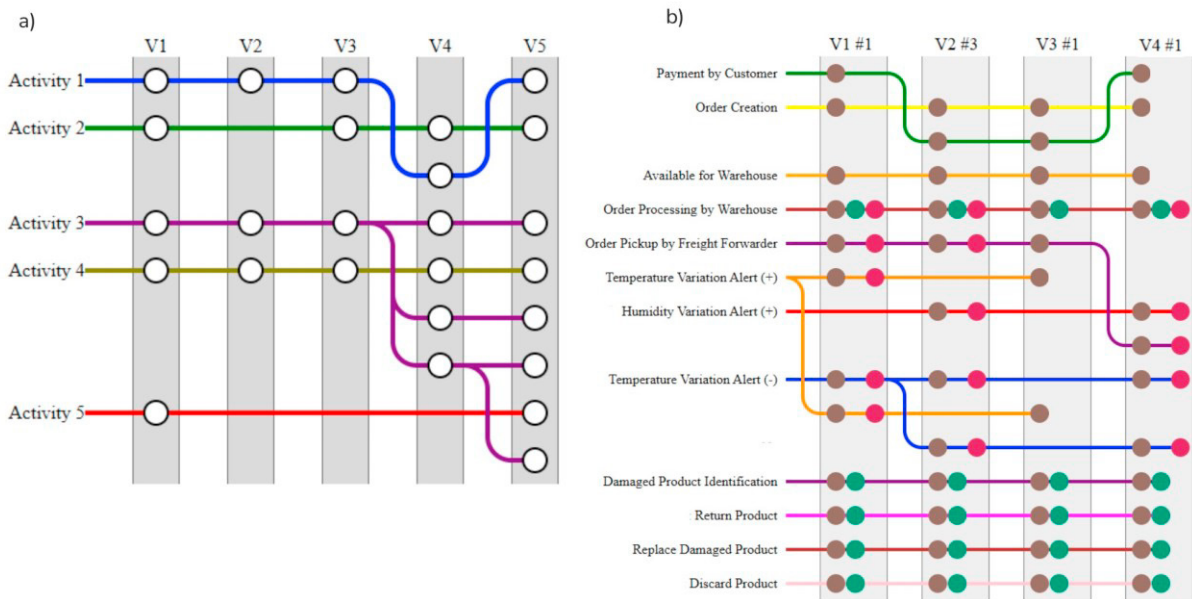 a)
V1 V2 V3 V4 V5
Activity 1
Activity 2
Activity 3
Activity 4
Activity 5
b)
V1 #1 V2 #3 V3 #1 V4 #1
Payment by Customer
Order Creation
Available for Warehouse
Order Processing by Warehouse
Order Pickup by Freight Forwarder
Temperature Variation Alert (+)
Humidity Variation Alert (+)
Temperature Variation Alert (-)
Damaged Product Identification
Return Product
Replace Damaged Product
Discard Product